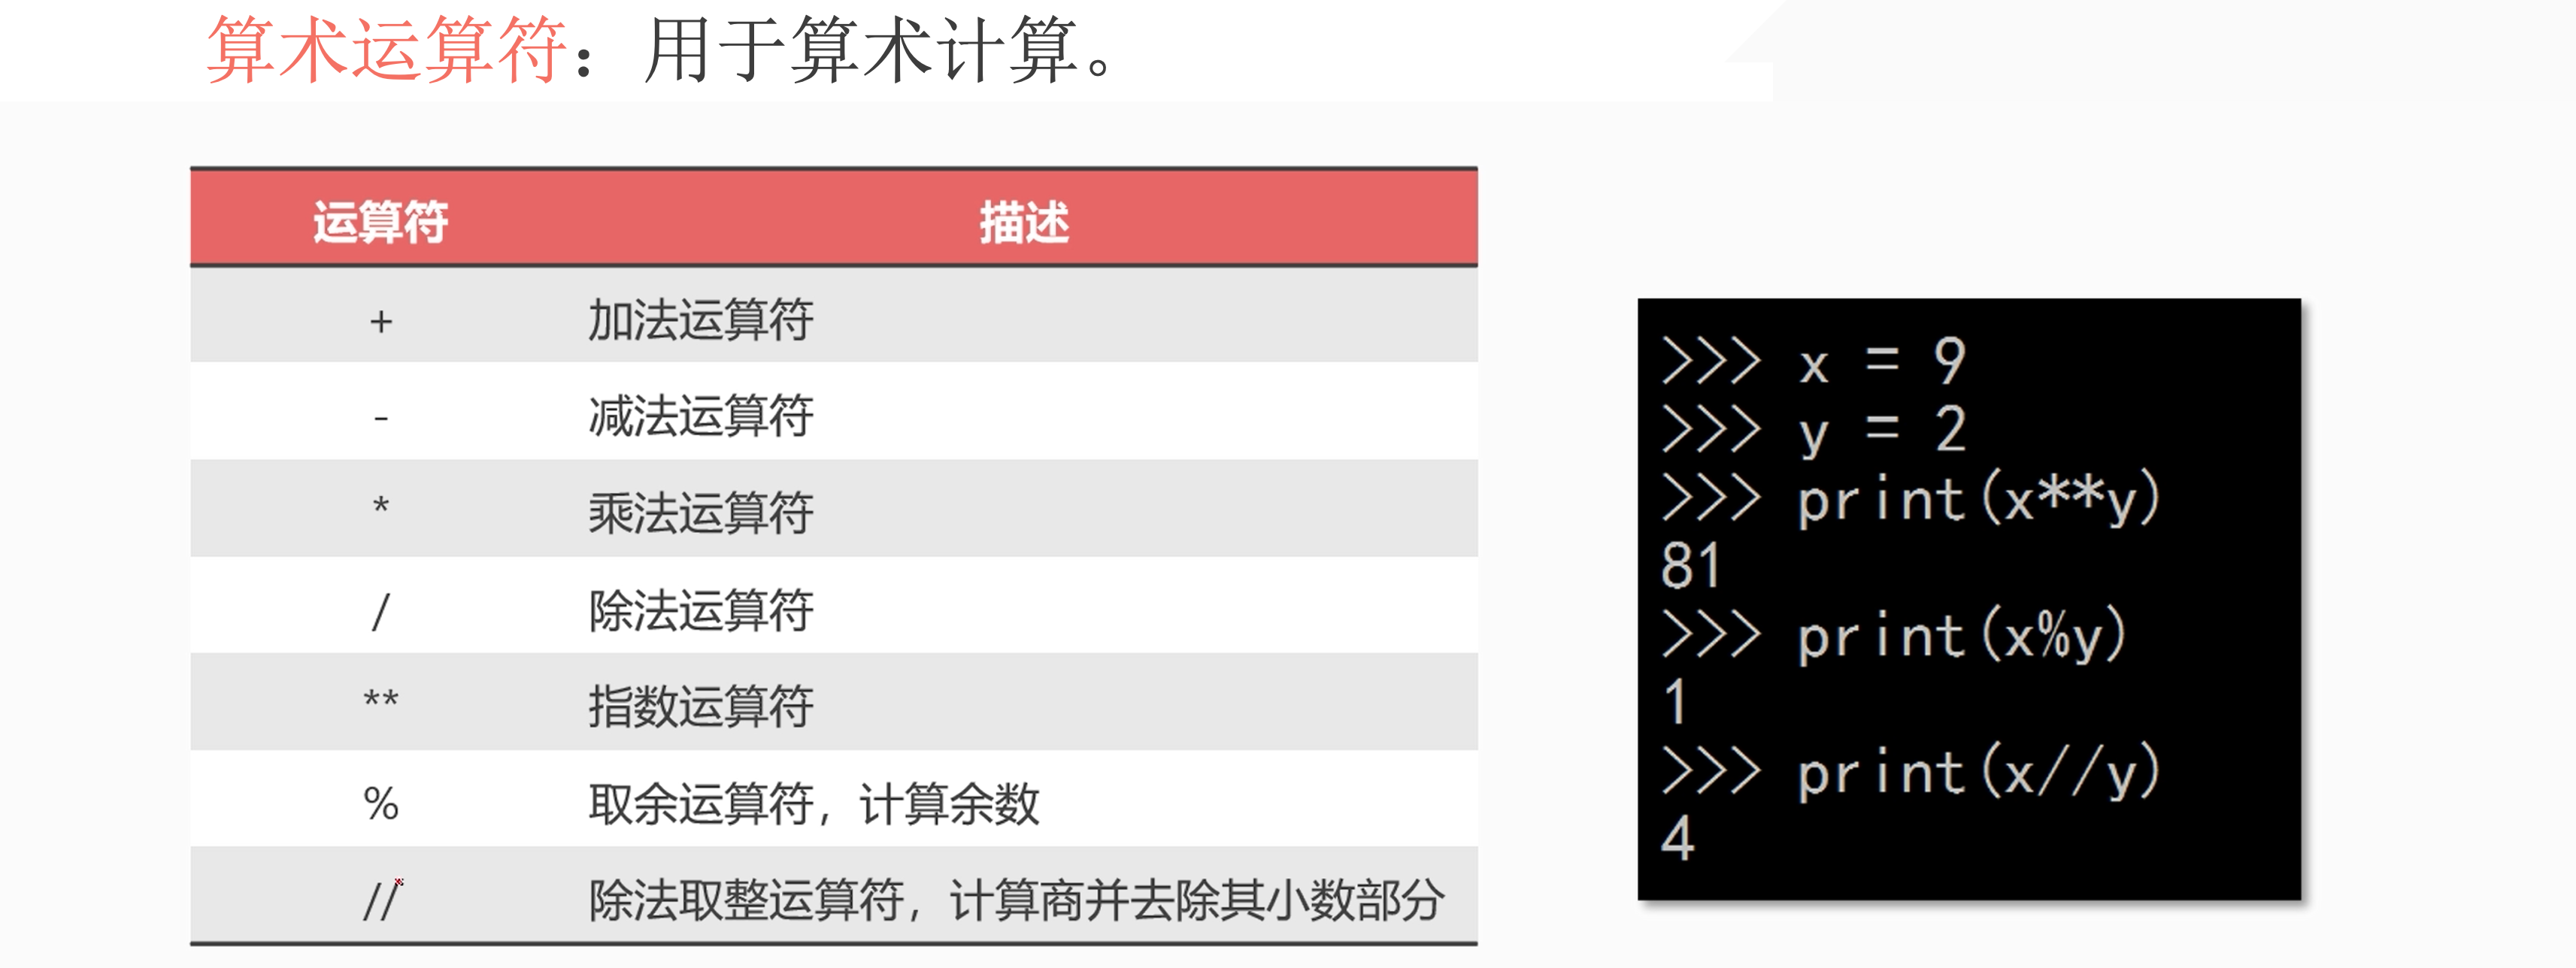 算术运算符：用于算术计算。
运算符 描述
+ 加法运算符
- 减法运算符
* 乘法运算符
/ 除法运算符
** 指数运算符
% 取余运算符，计算余数
// 除法取整运算符，计算商并去除其小数部分
>>> x = 9
>>> y = 2
>>> print(x**y)
81
>>> print(x%y)
1
>>> print(x//y)
4